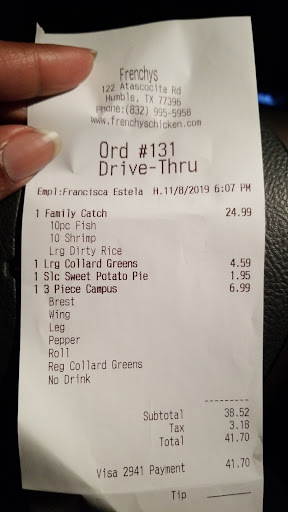 Frenchys
122 Atascocita Rd
Humble, TX 77396
Phone:(832) 995-5958
www.frenchyschicken.com
Ord #131
Drive-Thru
Empl:Francisca Estela H.11/8/2019 6:07 PM
1 Family Catch 24.99
10pc Fish
10 Shrimp
Lrg Dirty Rice
1 Lrg Collard Greens 4.59
1 Slc Sweet Potato Pie 1.95
1 3 Piece Campus 6.99
Brest
Wing
Leg
Pepper
Roll
Reg Collard Greens
No Drink
---------
Subtotal 38.52
Tax 3.18
Total 41.70
Visa 2941 Payment 41.70
Tip ______